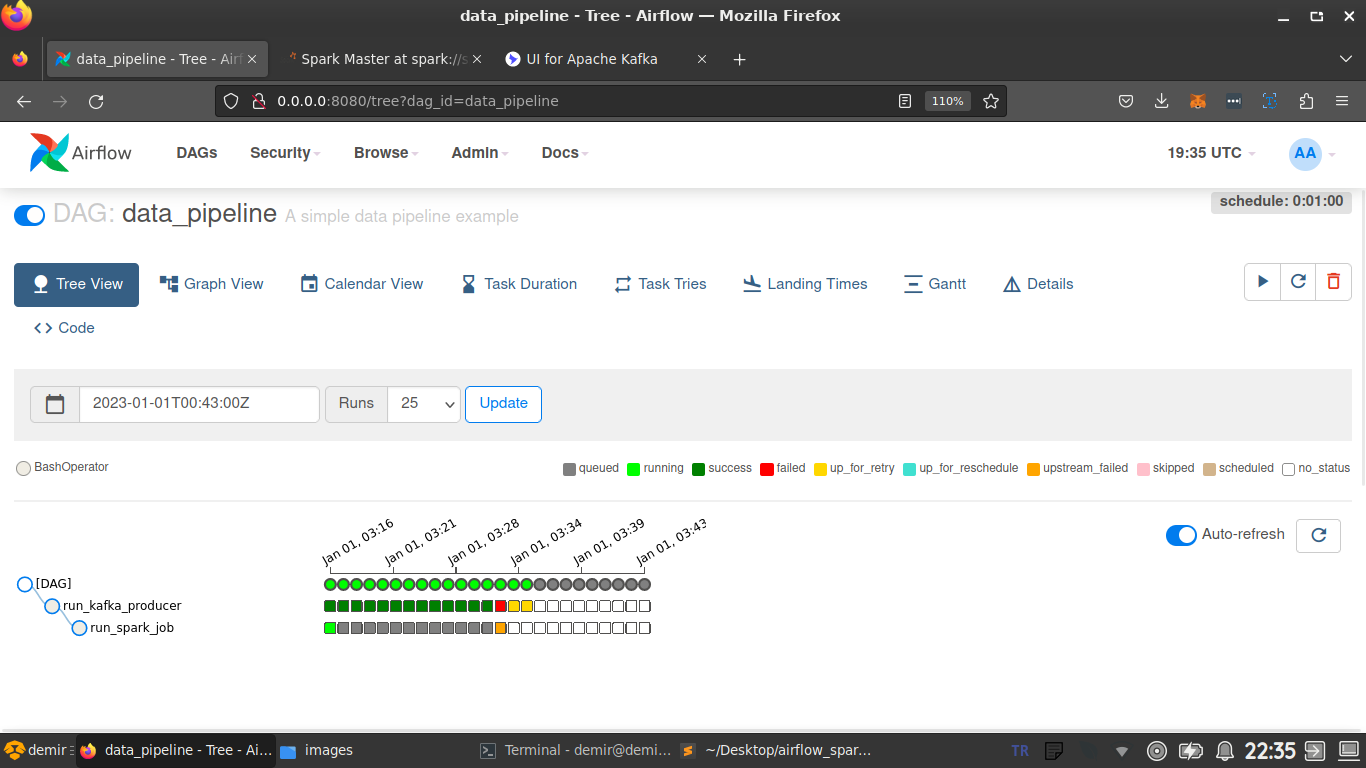 data_pipeline - Tree - Airflow — Mozilla Firefox
data_pipeline - Tree - Airf
Spark Master at spark://s
UI for Apache Kafka
0.0.0.0:8080/tree?dag_id=data_pipeline
110%
Airflow
DAGs
Security
Browse
Admin
Docs
19:35 UTC
AA
DAG: data_pipeline A simple data pipeline example
schedule: 0:01:00
Tree View
Graph View
Calendar View
Task Duration
Task Tries
Landing Times
Gantt
Details
Code
2023-01-01T00:43:00Z
Runs
25
Update
BashOperator
queued
running
success
failed
up_for_retry
up_for_reschedule
upstream_failed
skipped
scheduled
no_status
Jan 01, 03:16
Jan 01, 03:21
Jan 01, 03:28
Jan 01, 03:34
Jan 01, 03:39
Jan 01, 03:43
Auto-refresh
[DAG]
run_kafka_producer
run_spark_job
demir
data_pipeline - Tree - Ai...
images
Terminal - demir@demi...
~/Desktop/airflow_spar...
TR
22:35